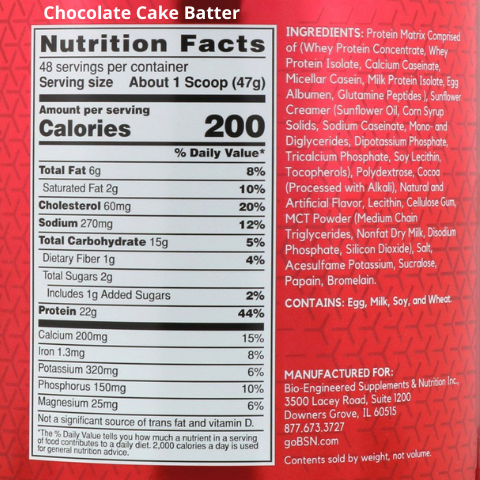 Chocolate Cake Batter
Nutrition Facts
48 servings per container
Serving size About 1 Scoop (47g)
Amount per serving
Calories 200
% Daily Value*
Total Fat 6g 8%
Saturated Fat 2g 10%
Cholesterol 60mg 20%
Sodium 270mg 12%
Total Carbohydrate 15g 5%
Dietary Fiber 1g 4%
Total Sugars 2g
Includes 1g Added Sugars 2%
Protein 22g 44%
Calcium 200mg 15%
Iron 1.3mg 8%
Potassium 320mg 6%
Phosphorus 150mg 10%
Magnesium 25mg 6%
Not a significant source of trans fat and vitamin D.
*The % Daily Value tells you how much a nutrient in a serving
of food contributes to a daily diet. 2,000 calories a day is used
for general nutrition advice.
INGREDIENTS: Protein Matrix Comprised
of (Whey Protein Concentrate, Whey
Protein Isolate, Calcium Caseinate,
Micellar Casein, Milk Protein Isolate, Egg
Albumen, Glutamine Peptides ), Sunflower
Creamer (Sunflower Oil, Corn Syrup
Solids, Sodium Caseinate, Mono- and
Diglycerides, Dipotassium Phosphate,
Tricalcium Phosphate, Soy Lecithin,
Tocopherols), Polydextrose, Cocoa
(Processed with Alkali), Natural and
Artificial Flavor, Lecithin, Cellulose Gum,
MCT Powder (Medium Chain
Triglycerides, Nonfat Dry Milk, Disodium
Phosphate, Silicon Dioxide), Salt,
Acesulfame Potassium, Sucralose,
Papain, Bromelain.
CONTAINS: Egg, Milk, Soy, and Wheat.
MANUFACTURED FOR:
Bio-Engineered Supplements & Nutrition Inc.,
3500 Lacey Road, Suite 1200
Downers Grove, IL 60515
877.673.3727
goBSN.com
Contents sold by weight, not volume.